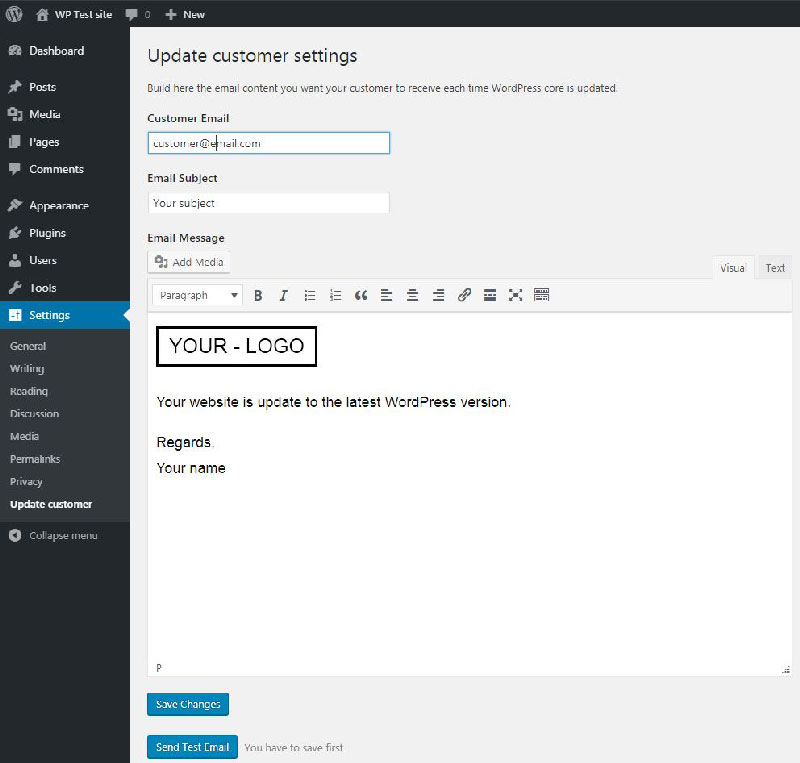 WP Test site 0 New
Dashboard
Posts
Media
Pages
Comments
Appearance
Plugins
Users
Tools
Settings
General
Writing
Reading
Discussion
Media
Permalinks
Privacy
Update customer
Collapse menu
Update customer settings
Build here the email content you want your customer to receive each time WordPress core is updated.
Customer Email
customer@email.com
Email Subject
Your subject
Email Message
Add Media
Visual Text
Paragraph
YOUR - LOGO
Your website is update to the latest WordPress version.
Regards,
Your name
P
Save Changes
Send Test Email You have to save first